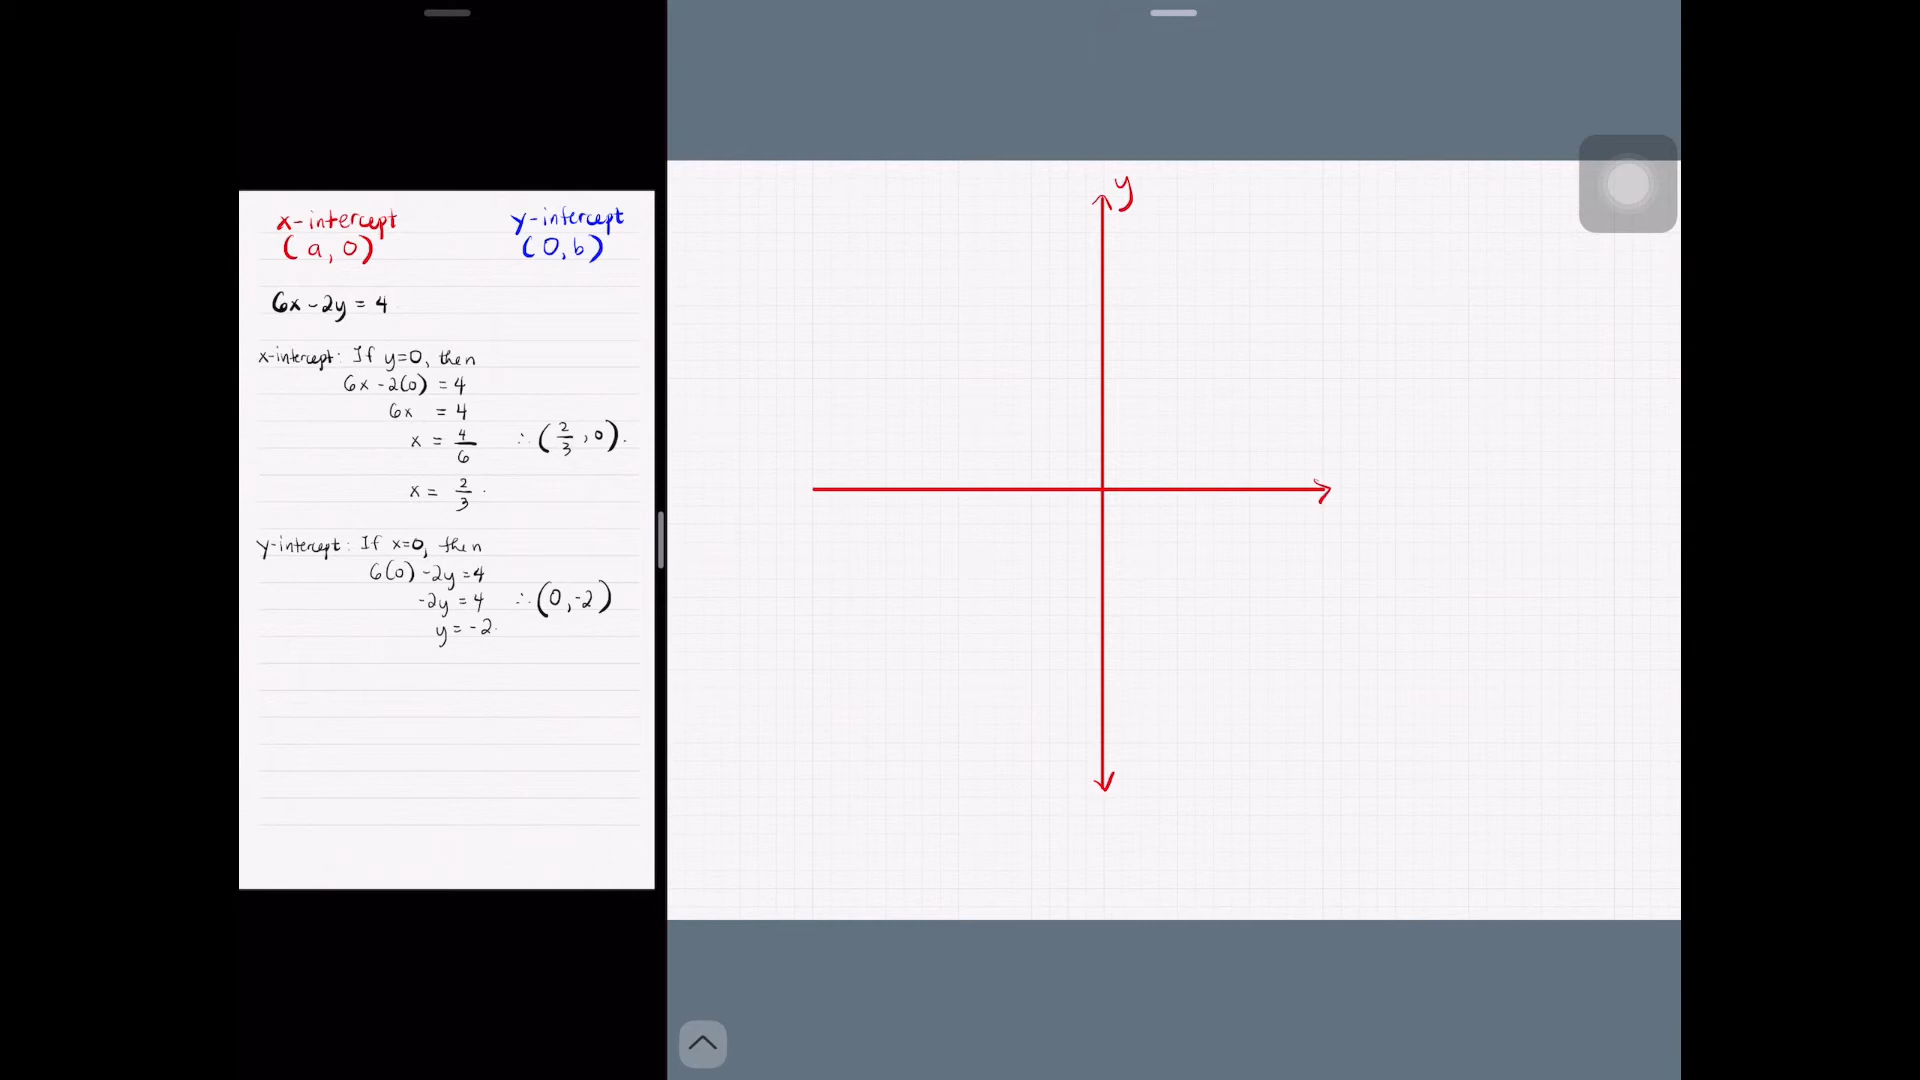 x-intercept
(a, 0)
y-intercept
(0, b)
6x - 2y = 4
x-intercept: If y=0, then
6x - 2(0) = 4
6x = 4
x = 4/6 ∴ (2/3, 0).
x = 2/3.
y-intercept: If x=0, then
6(0) - 2y = 4
-2y = 4 ∴ (0, -2)
y = -2.
y